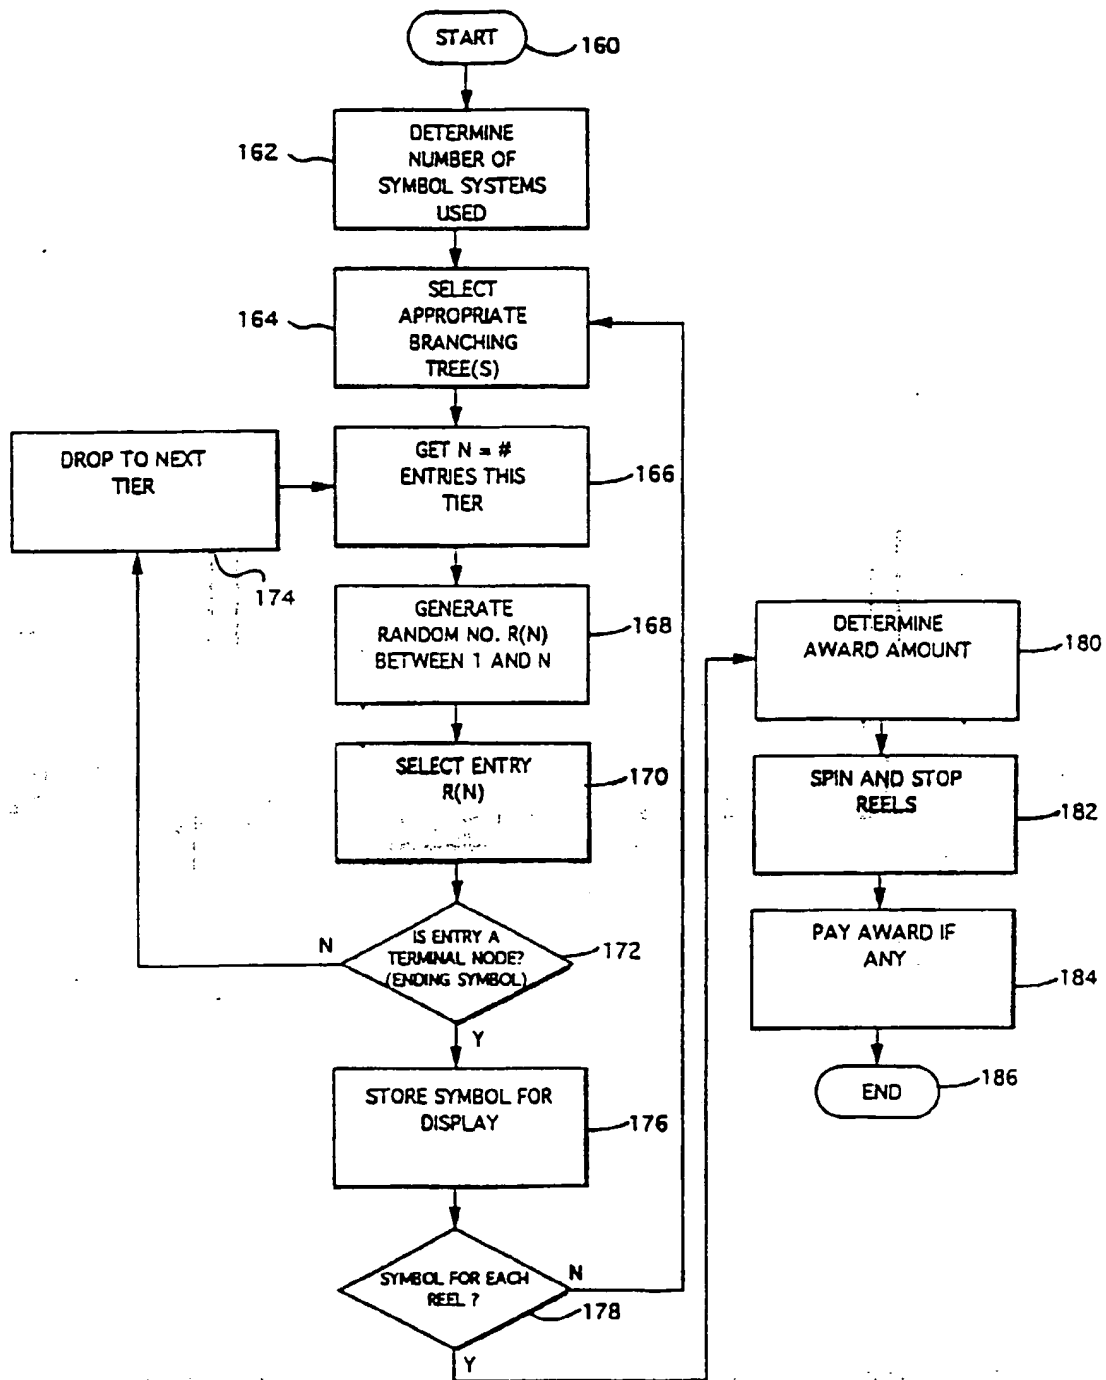 START
160
DETERMINE
NUMBER OF
SYMBOL SYSTEMS
USED
162
SELECT
APPROPRIATE
BRANCHING
TREE(S)
164
DROP TO NEXT
TIER
174
GET N = #
ENTRIES THIS
TIER
166
GENERATE
RANDOM NO. R(N)
BETWEEN 1 AND N
168
SELECT ENTRY
R(N)
170
IS ENTRY A
TERMINAL NODE?
(ENDING SYMBOL)
172
N
Y
STORE SYMBOL FOR
DISPLAY
176
SYMBOL FOR EACH
REEL ?
178
N
Y
DETERMINE
AWARD AMOUNT
180
SPIN AND STOP
REELS
182
PAY AWARD IF
ANY
184
END
186